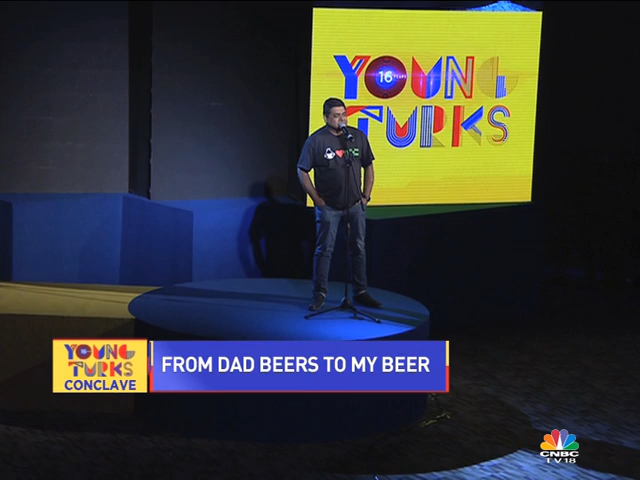 YOUNG
16 YEARS
TURKS
YOUNG
TURKS
CONCLAVE
FROM DAD BEERS TO MY BEER
CNBC
TV18